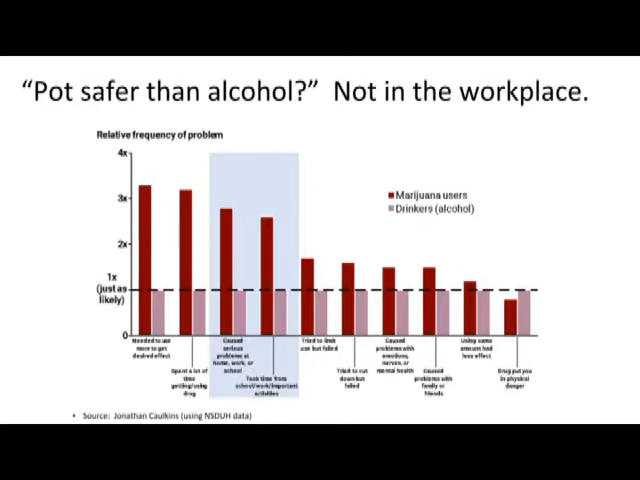 “Pot safer than alcohol?”  Not in the workplace.
Relative frequency of problem
4x
3x
2x
1x
(just as
likely)
0
Marijuana users
Drinkers (alcohol)
Needed to use
more to get
desired effect
Spent a lot of
time
getting/using
drug
Caused
serious
problems at
home, work, or
school
Took time from
school/work/important
activities
Tried to limit
use but failed
Tried to cut
down but
failed
Caused
problems with
emotions,
nerves, or
mental health
Caused
problems with
family or
friends
Using same
amount had
less effect
Drug put you
in physical
danger
• Source: Jonathan Caulkins (using NSDUH data)